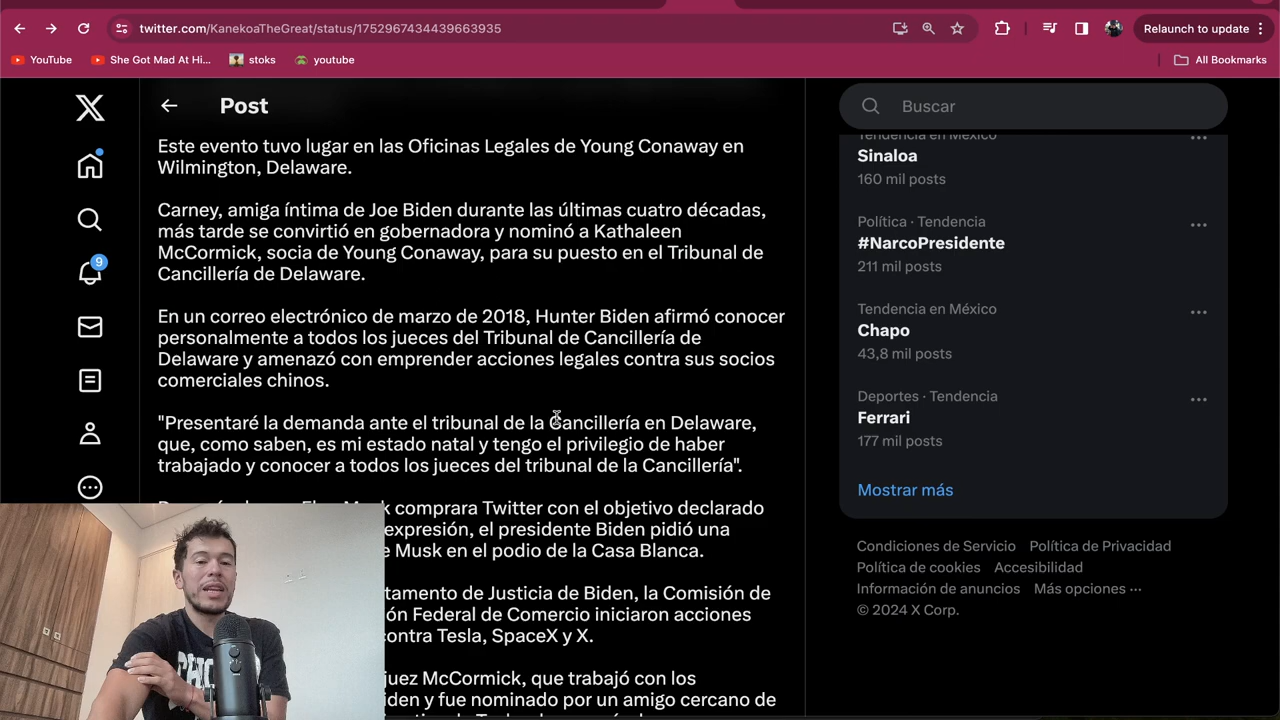 twitter.com/KanekoaTheGreat/status/1752967434439663935
Relaunch to update
YouTube
She Got Mad At Hi...
stoks
youtube
All Bookmarks
Post
Buscar
Este evento tuvo lugar en las Oficinas Legales de Young Conaway en
Wilmington, Delaware.
Carney, amiga íntima de Joe Biden durante las últimas cuatro décadas,
más tarde se convirtió en gobernadora y nominó a Kathaleen
McCormick, socia de Young Conaway, para su puesto en el Tribunal de
Cancillería de Delaware.
En un correo electrónico de marzo de 2018, Hunter Biden afirmó conocer
personalmente a todos los jueces del Tribunal de Cancillería de
Delaware y amenazó con emprender acciones legales contra sus socios
comerciales chinos.
"Presentaré la demanda ante el tribunal de la Cancillería en Delaware,
que, como saben, es mi estado natal y tengo el privilegio de haber
trabajado y conocer a todos los jueces del tribunal de la Cancillería".
comprara Twitter con el objetivo declarado
expresión, el presidente Biden pidió una
e Musk en el podio de la Casa Blanca.
tamento de Justicia de Biden, la Comisión de
ón Federal de Comercio iniciaron acciones
ontra Tesla, SpaceX y X.
juez McCormick, que trabajó con los
iden y fue nominado por un amigo cercano de
9
Tendencia en México
Sinaloa
160 mil posts
Política · Tendencia
#NarcoPresidente
211 mil posts
Tendencia en México
Chapo
43,8 mil posts
Deportes · Tendencia
Ferrari
177 mil posts
Mostrar más
Condiciones de Servicio Política de Privacidad
Política de cookies Accesibilidad
Información de anuncios Más opciones ···
© 2024 X Corp.